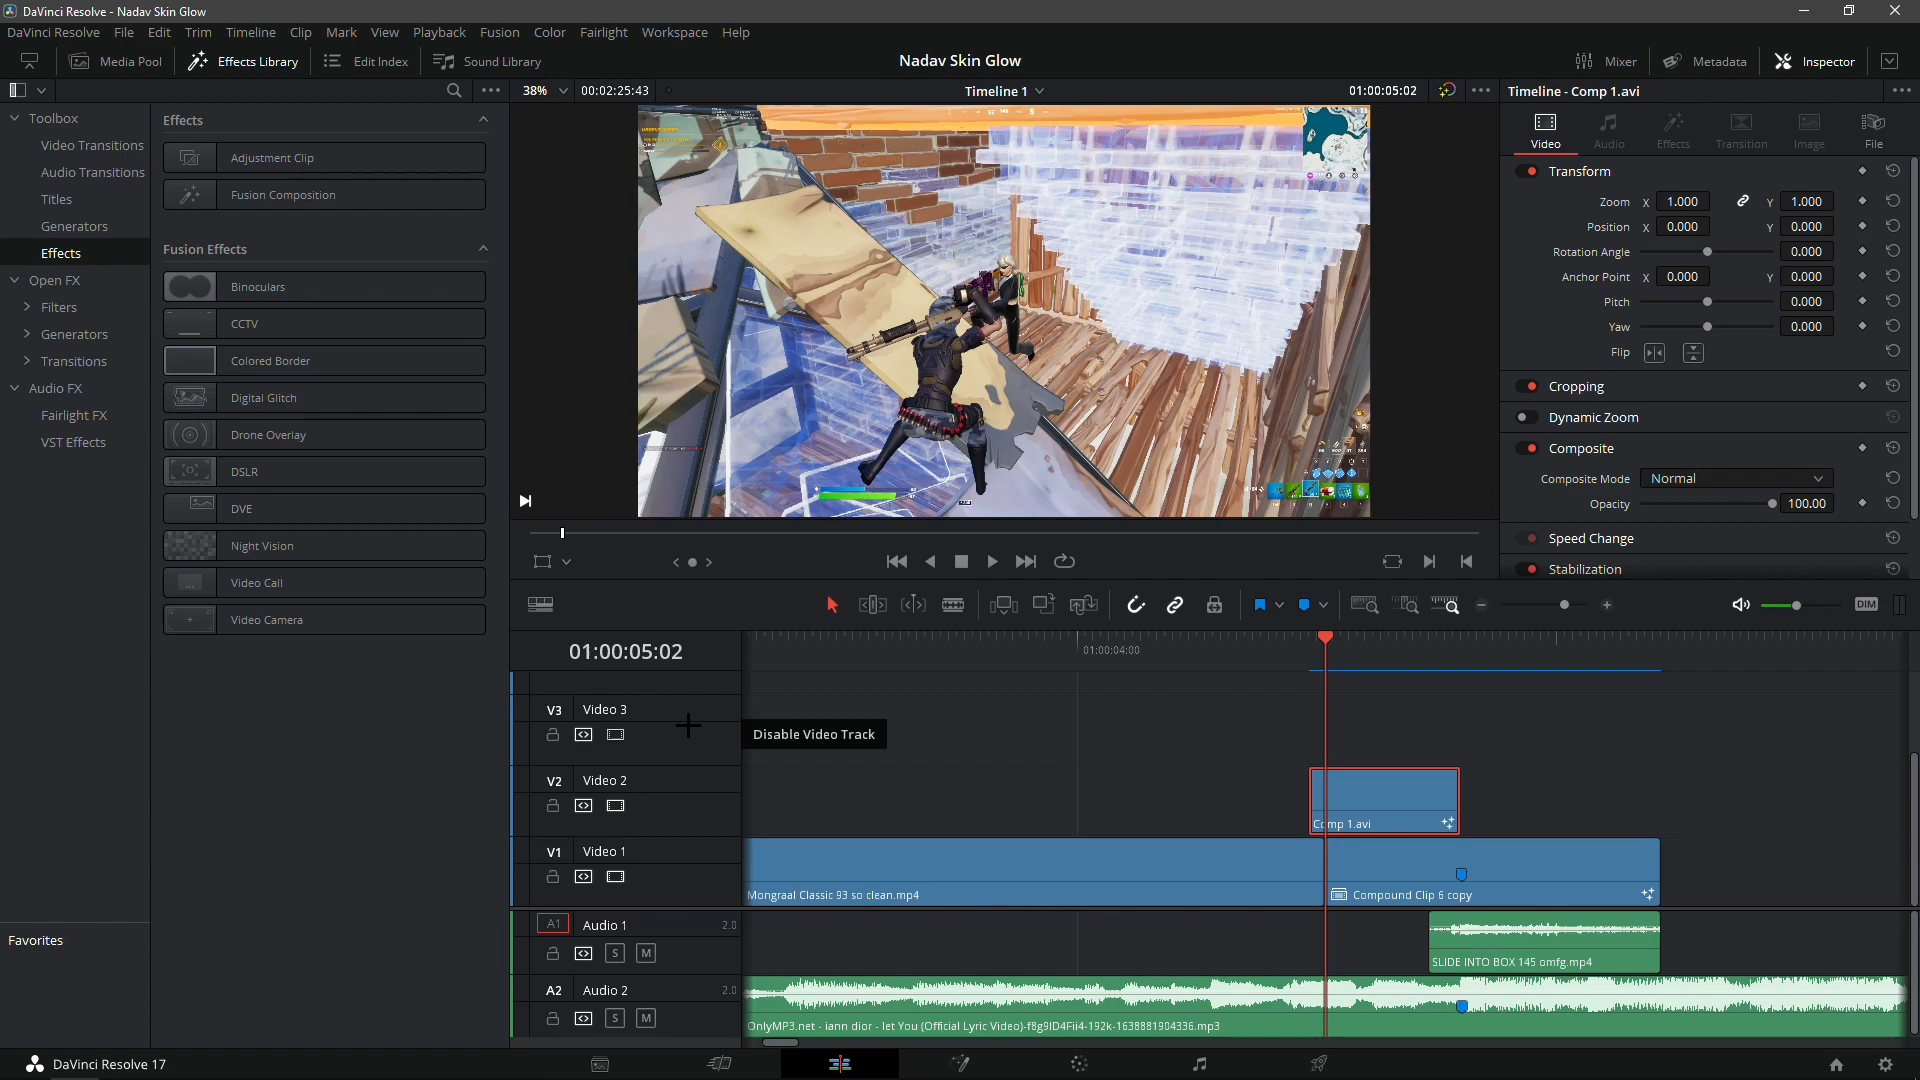 DaVinci Resolve - Nadav Skin Glow
DaVinci Resolve File Edit Trim Timeline Clip Mark View Playback Fusion Color Fairlight Workspace Help
Media Pool Effects Library Edit Index Sound Library Nadav Skin Glow Mixer Metadata Inspector
38% 00:02:25:43 Timeline 1 01:00:05:02 Timeline - Comp 1.avi
Toolbox
Video Transitions
Audio Transitions
Titles
Generators
Effects
Open FX
Filters
Generators
Transitions
Audio FX
Fairlight FX
VST Effects
Favorites
Effects
Adjustment Clip
Fusion Composition
Fusion Effects
Binoculars
CCTV
Colored Border
Digital Glitch
Drone Overlay
DSLR
DVE
Night Vision
Video Call
Video Camera
Video Audio Effects Transition Image File
Transform
Zoom X 1.000 Y 1.000
Position X 0.000 Y 0.000
Rotation Angle 0.000
Anchor Point X 0.000 Y 0.000
Pitch 0.000
Yaw 0.000
Flip
Cropping
Dynamic Zoom
Composite
Composite Mode Normal
Opacity 100.00
Speed Change
Stabilization
DIM
01:00:05:02
01:00:04:00
V3 Video 3
Disable Video Track
V2 Video 2
Comp 1.avi
V1 Video 1
Mongraal Classic 93 so clean.mp4
Compound Clip 6 copy
A1 Audio 1 2.0
S M
SLIDE INTO BOX 145 omfg.mp4
A2 Audio 2 2.0
S M
OnlyMP3.net - iann dior - let You (Official Lyric Video)-f8g9lD4Fii4-192k-1638881904336.mp3
DaVinci Resolve 17